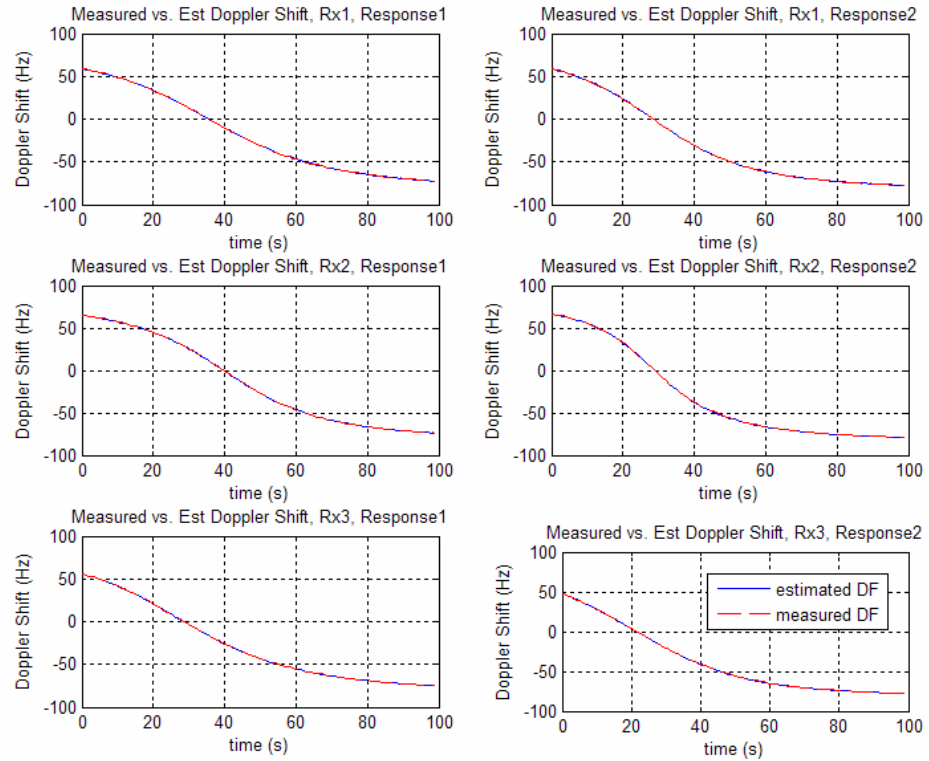 Measured vs. Est Doppler Shift, Rx1, Response1
Doppler Shift (Hz)
100
50
0
-50
-100
0 20 40 60 80 100
time (s)
Measured vs. Est Doppler Shift, Rx1, Response2
Doppler Shift (Hz)
100
50
0
-50
-100
0 20 40 60 80 100
time (s)
Measured vs. Est Doppler Shift, Rx2, Response1
Doppler Shift (Hz)
100
50
0
-50
-100
0 20 40 60 80 100
time (s)
Measured vs. Est Doppler Shift, Rx2, Response2
Doppler Shift (Hz)
100
50
0
-50
-100
0 20 40 60 80 100
time (s)
Measured vs. Est Doppler Shift, Rx3, Response1
Doppler Shift (Hz)
100
50
0
-50
-100
0 20 40 60 80 100
time (s)
Measured vs. Est Doppler Shift, Rx3, Response2
Doppler Shift (Hz)
100
50
0
-50
-100
estimated DF
measured DF
0 20 40 60 80 100
time (s)